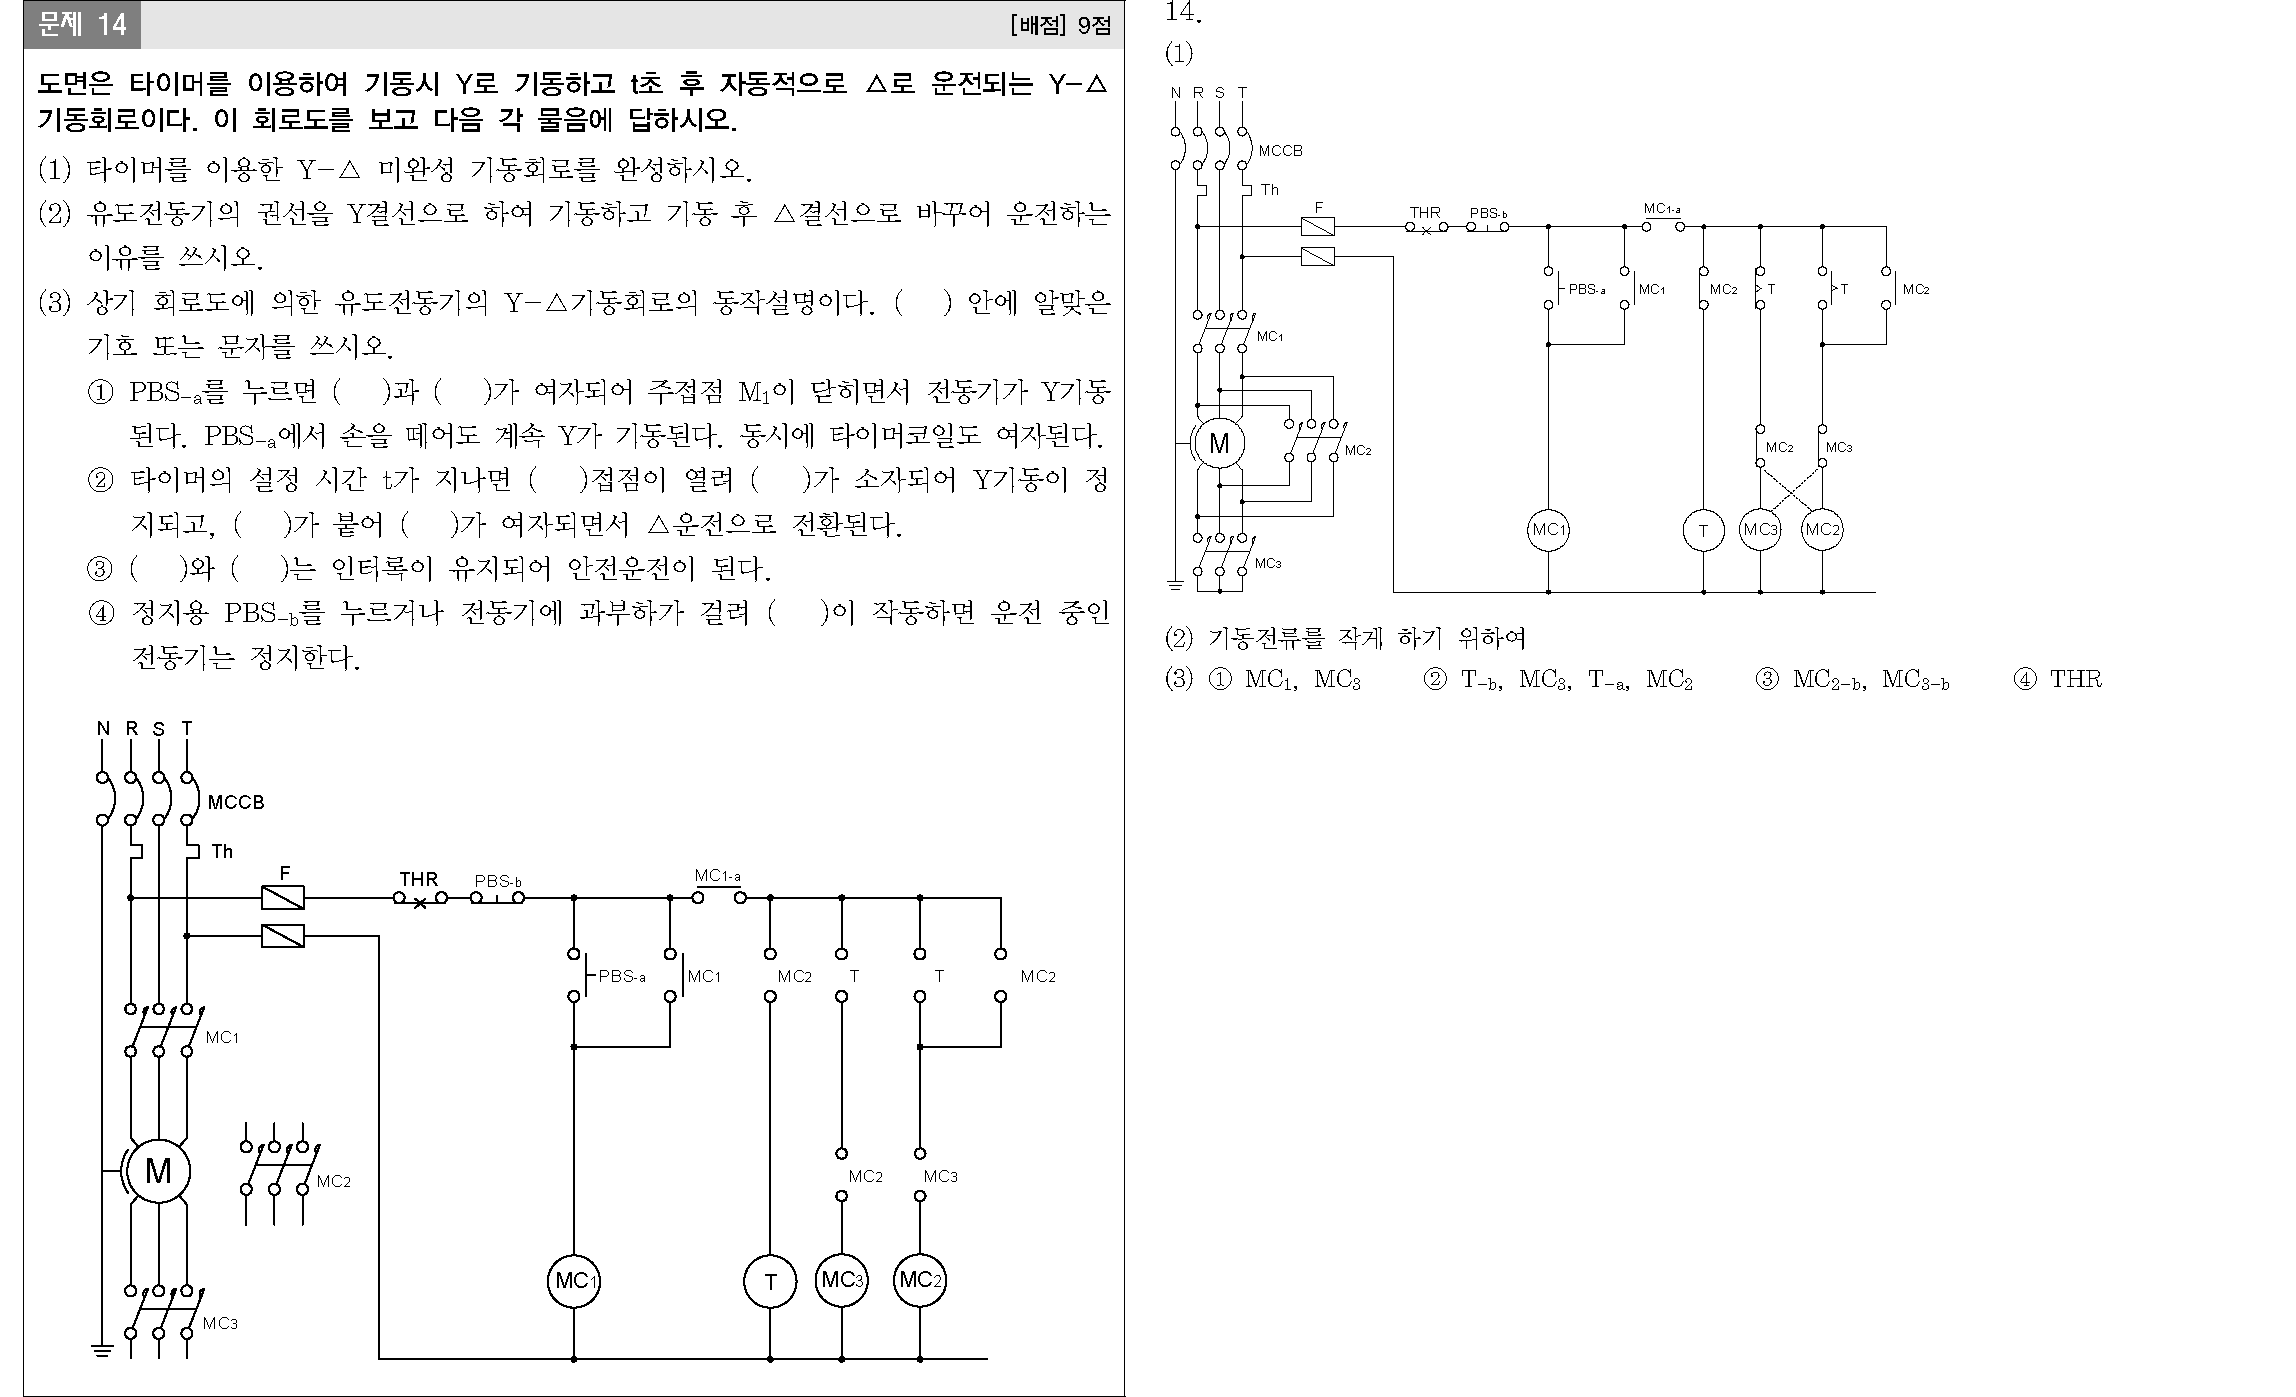 문제 14
[배점] 9점
도면은 타이머를 이용하여 기동시 Y로 기동하고 t초 후 자동적으로 △로 운전되는 Y-△
기동회로이다. 이 회로도를 보고 다음 각 물음에 답하시오.
(1) 타이머를 이용한 Y-△ 미완성 기동회로를 완성하시오.
(2) 유도전동기의 권선을 Y결선으로 하여 기동하고 기동 후 △결선으로 바꾸어 운전하는
이유를 쓰시오.
(3) 상기 회로도에 의한 유도전동기의 Y-△기동회로의 동작설명이다. (   ) 안에 알맞은
기호 또는 문자를 쓰시오.
① PBS-a를 누르면 (   )과 (   )가 여자되어 주접점 M1이 닫히면서 전동기가 Y기동
된다. PBS-a에서 손을 떼어도 계속 Y가 기동된다. 동시에 타이머코일도 여자된다.
② 타이머의 설정 시간 t가 지나면 (   )접점이 열려 (   )가 소자되어 Y기동이 정
지되고, (   )가 붙어 (   )가 여자되면서 △운전으로 전환된다.
③ (   )와 (   )는 인터록이 유지되어 안전운전이 된다.
④ 정지용 PBS-b를 누르거나 전동기에 과부하가 걸려 (   )이 작동하면 운전 중인
전동기는 정지한다.
N R S T
MCCB
Th
F
THR
PBS-b
MC1-a
PBS-a
MC1
MC2
T
T
MC2
MC1
M
MC2
MC2
MC3
MC1
T
MC3
MC2
MC3
14.
(1)
N R S T
MCCB
Th
F
THR
PBS-b
MC1-a
PBS-a
MC1
MC2
T
T
MC2
MC1
M
MC2
MC2
MC3
MC1
T
MC3
MC2
MC3
(2) 기동전류를 작게 하기 위하여
(3) ① MC1, MC3 ② T-b, MC3, T-a, MC2 ③ MC2-b, MC3-b ④ THR